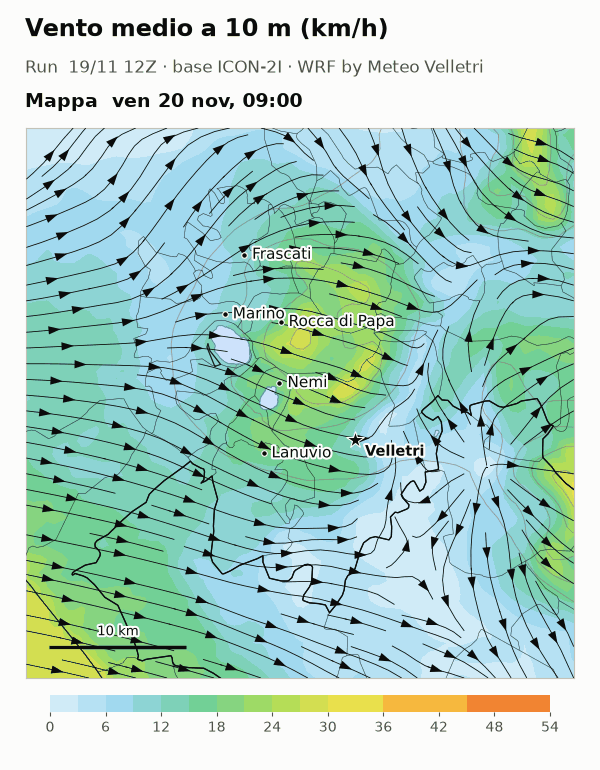 Vento medio a 10 m (km/h)
Run  19/11 12Z · base ICON-2I · WRF by Meteo Velletri
Mappa  ven 20 nov, 09:00
Frascati
Marino
Rocca di Papa
Nemi
Velletri
Lanuvio
10 km
0 6 12 18 24 30 36 42 48 54